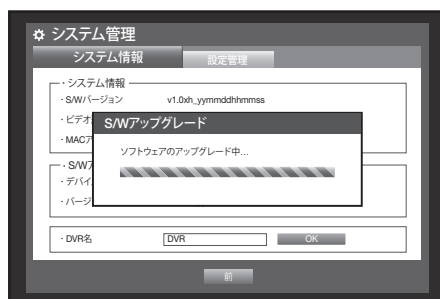 システム管理
システム情報
設定管理
· システム情報
· S/Wバージョン v1.0xh_yymmddhhmmss
· ビデオ
· MACア
S/Wアップグレード
ソフトウェアのアップグレード中...
· S/Wア
· デバイ
· バージ
· DVR名 DVR OK
前